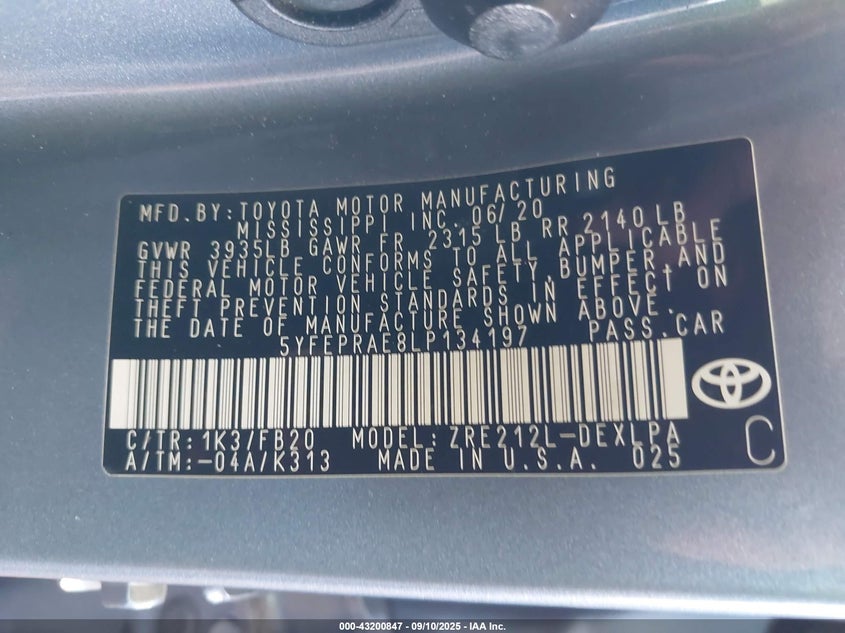 MFD.BY:TOYOTA MOTOR MANUFACTURING
MISSISSIPPI INC. 06/20
GVWR 3935LB GAWR FR 2315 LB RR 2140 LB
THIS VEHICLE CONFORMS TO ALL APPLICABLE
FEDERAL MOTOR VEHICLE SAFETY,BUMPER,AND
THEFT PREVENTION STANDARDS IN EFFECT ON
THE DATE OF MANUFACTURE SHOWN ABOVE.
5YFEPRAE8LP134197 PASS.CAR
C/TR:1K3/FB20 MODEL:ZRE212L-DEXLPA
A/TM:-04A/K313 MADE IN U.S.A. 025
C
000-43200847 - 09/10/2025 - IAA Inc.